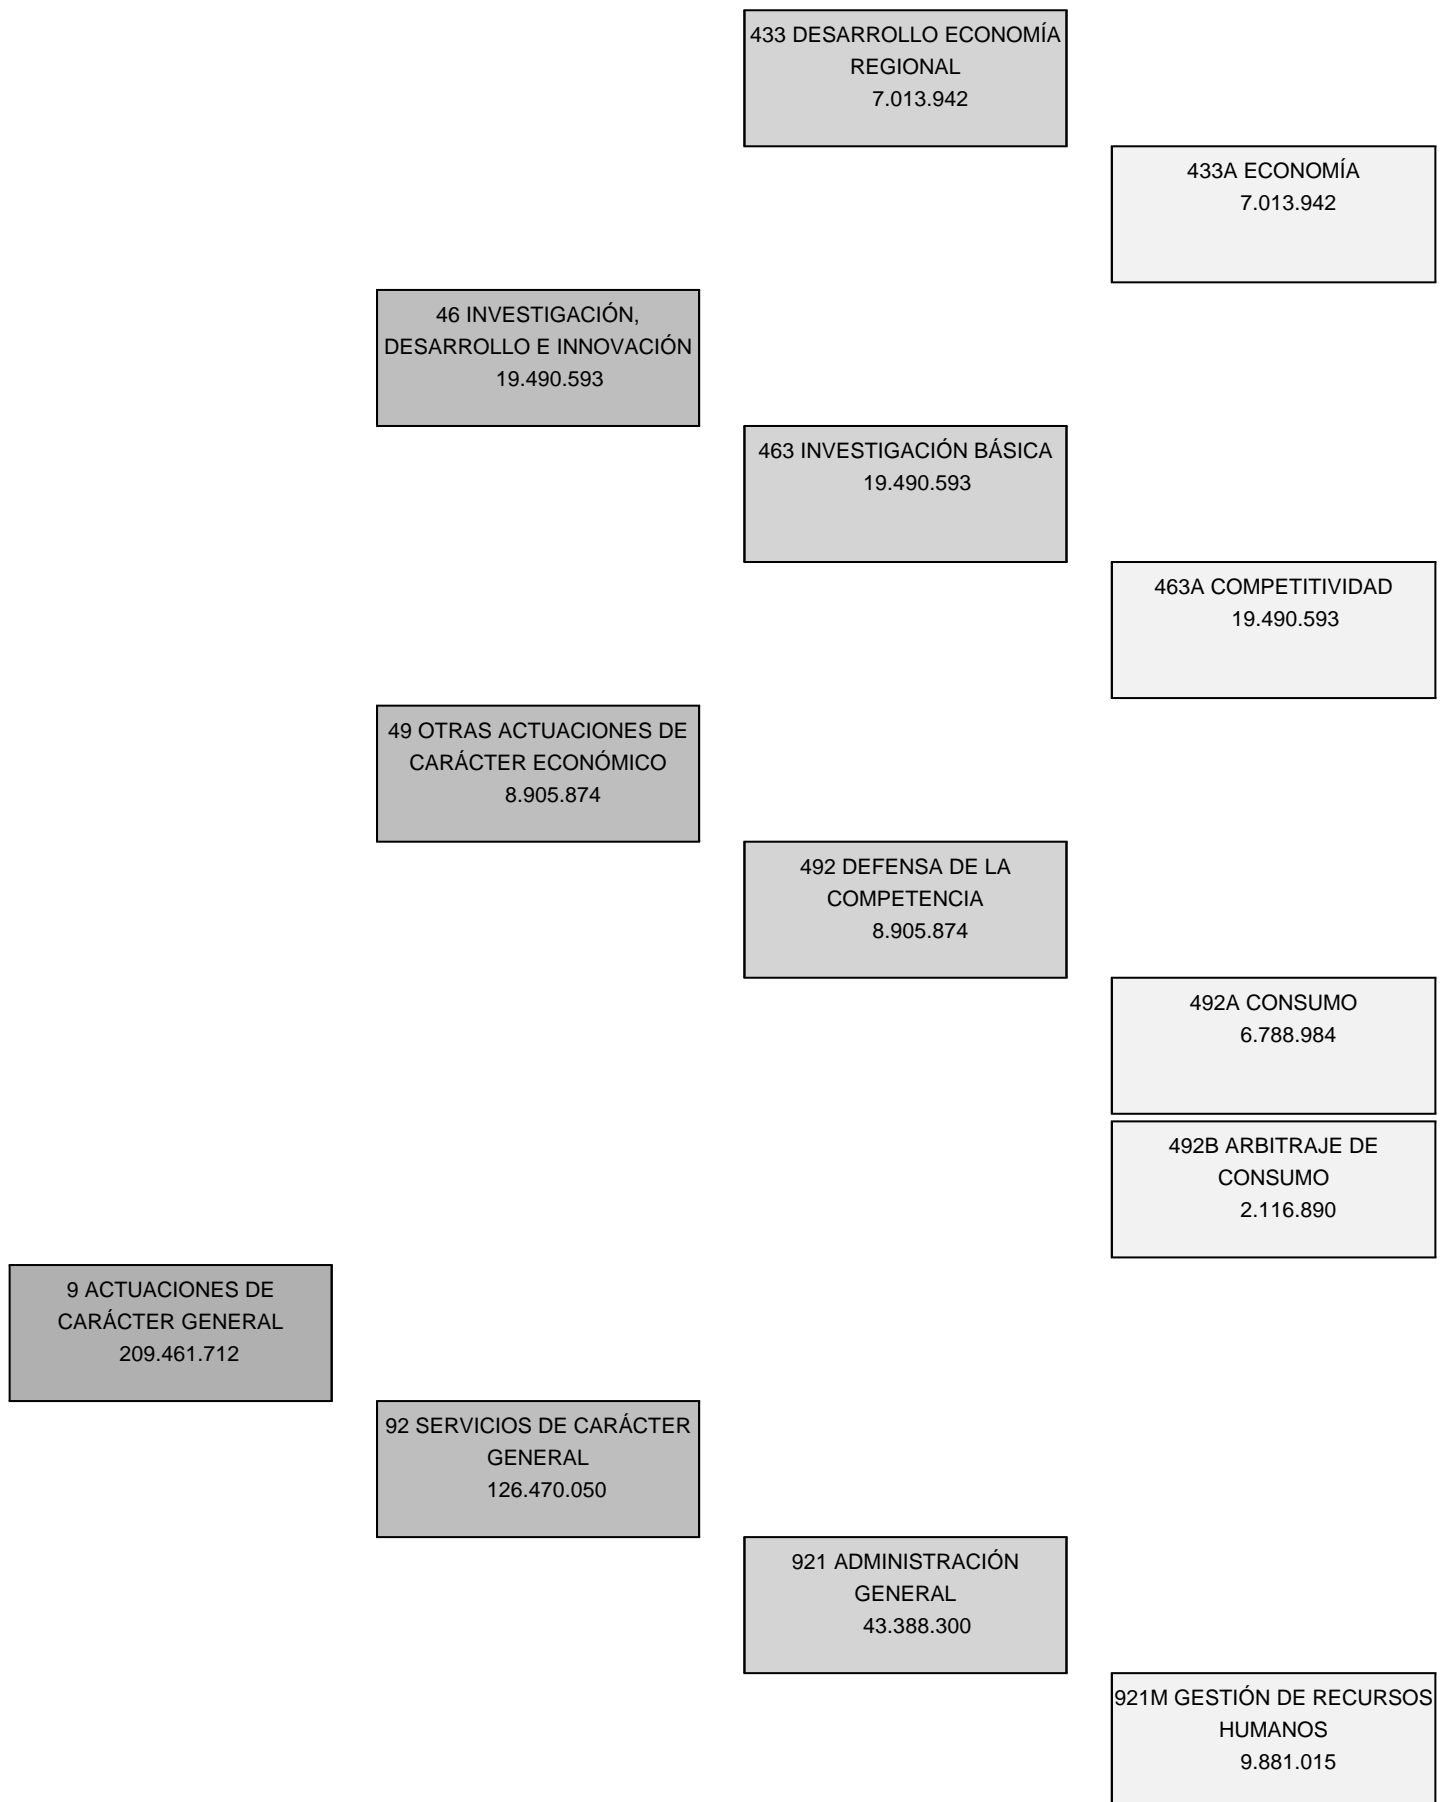 433 DESARROLLO ECONOMÍA
REGIONAL
7.013.942
433A ECONOMÍA
7.013.942
46 INVESTIGACIÓN,
DESARROLLO E INNOVACIÓN
19.490.593
463 INVESTIGACIÓN BÁSICA
19.490.593
463A COMPETITIVIDAD
19.490.593
49 OTRAS ACTUACIONES DE
CARÁCTER ECONÓMICO
8.905.874
492 DEFENSA DE LA
COMPETENCIA
8.905.874
492A CONSUMO
6.788.984
492B ARBITRAJE DE
CONSUMO
2.116.890
9 ACTUACIONES DE
CARÁCTER GENERAL
209.461.712
92 SERVICIOS DE CARÁCTER
GENERAL
126.470.050
921 ADMINISTRACIÓN
GENERAL
43.388.300
921M GESTIÓN DE RECURSOS
HUMANOS
9.881.015